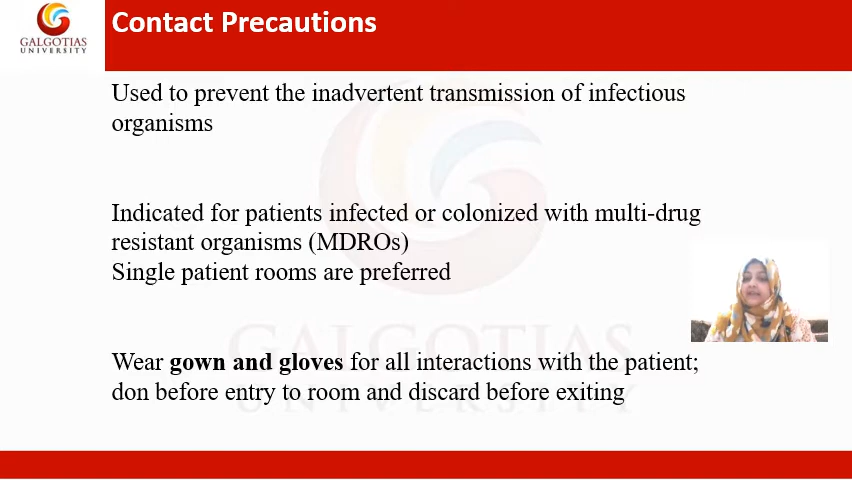 GALGOTIAS
UNIVERSITY
Contact Precautions
Used to prevent the inadvertent transmission of infectious
organisms
Indicated for patients infected or colonized with multi-drug
resistant organisms (MDROs)
Single patient rooms are preferred
GALGOTIAS
UNIVERSITY
Wear gown and gloves for all interactions with the patient;
don before entry to room and discard before exiting